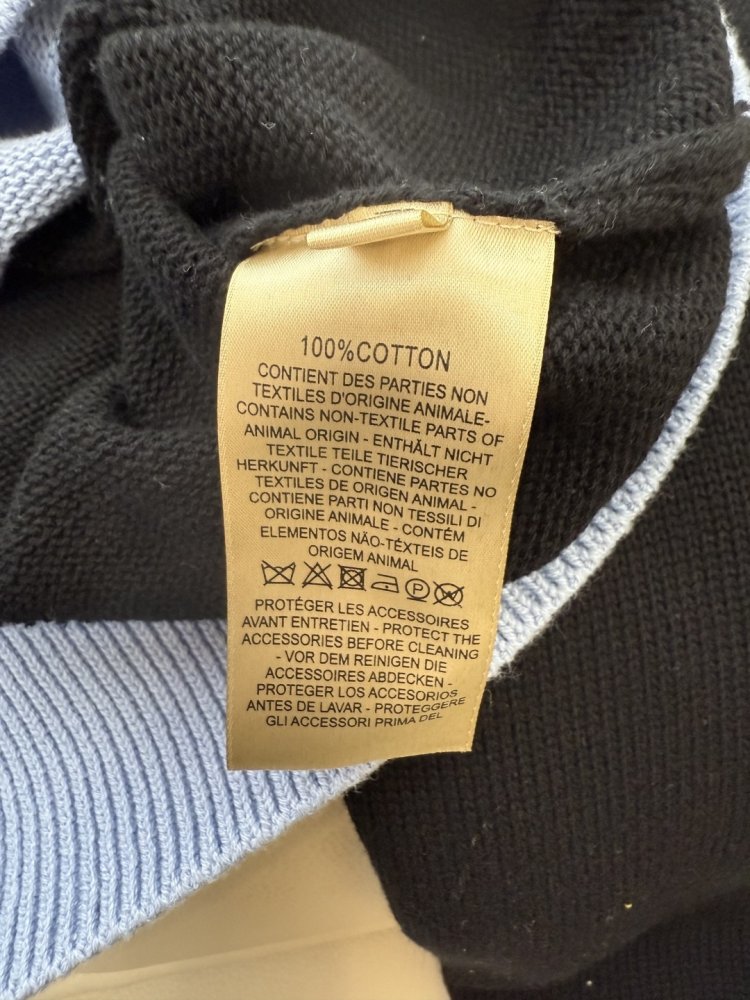 100%COTTON
CONTIENT DES PARTIES NON
TEXTILES D'ORIGINE ANIMALE-
CONTAINS NON-TEXTILE PARTS OF
ANIMAL ORIGIN - ENTHĂLT NICHT
TEXTILE TEILE TIERISCHER
HERKUNFT - CONTIENE PARTES NO
TEXTILES DE ORIGEN ANIMAL -
CONTIENE PARTI NON TESSILI DI
ORIGINE ANIMALE - CONTÉM
ELEMENTOS NÃO-TÉXTEIS DE
ORIGEM ANIMAL
P
PROTÉGER LES ACCESSOIRES
AVANT ENTRETIEN - PROTECT THE
ACCESSORIES BEFORE CLEANING
- VOR DEM REINIGEN DIE
ACCESSOIRES ABDECKEN -
PROTEGER LOS ACCESORIOS
ANTES DE LAVAR - PROTEGGERE
GLI ACCESSORI PRIMA DEL